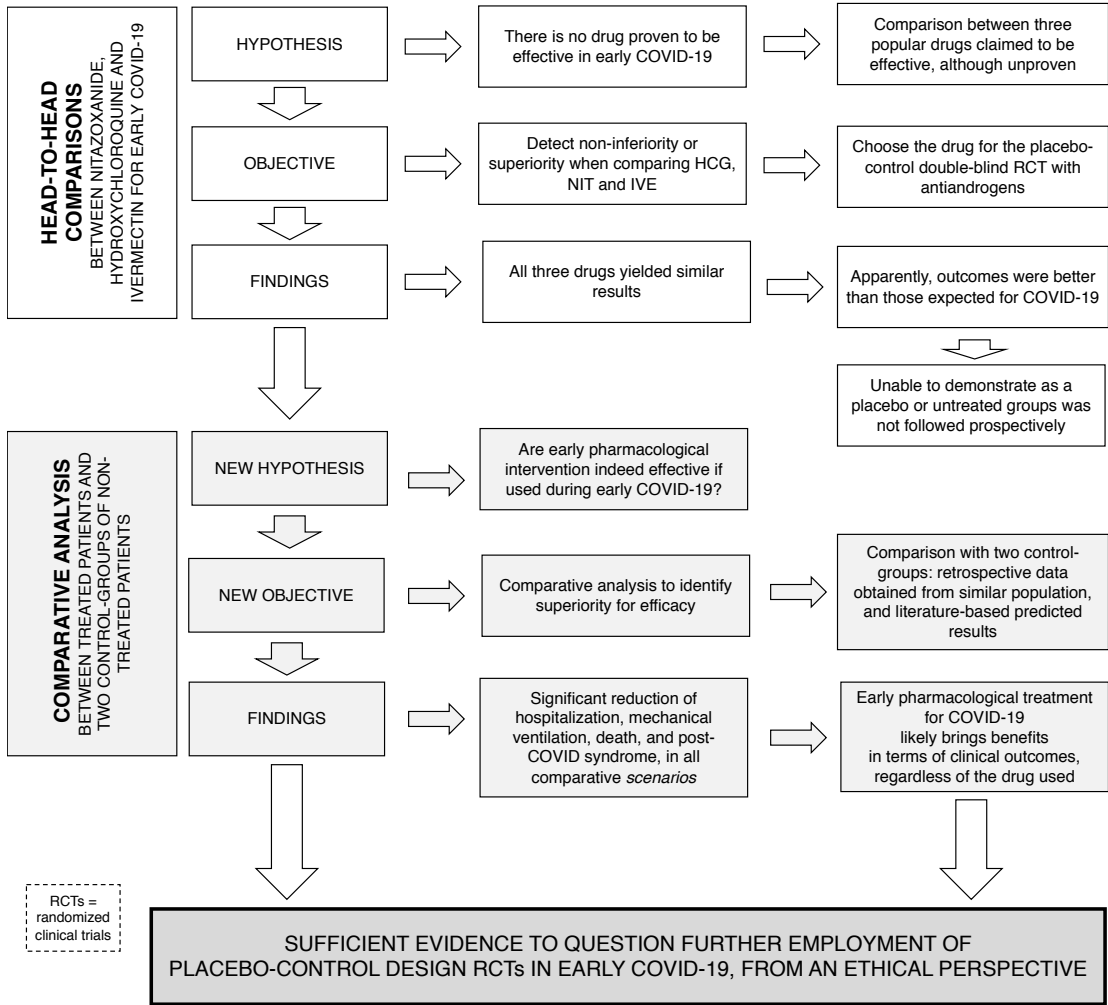 HEAD-TO-HEAD
COMPARISONS
BETWEEN NITAZOXANIDE,
HYDROXYCHLOROQUINE AND
IVERMECTIN FOR EARLY COVID-19
HYPOTHESIS
There is no drug proven to be
effective in early COVID-19
Comparison between three
popular drugs claimed to be
effective, although unproven
OBJECTIVE
Detect non-inferiority or
superiority when comparing HCG,
NIT and IVE
Choose the drug for the placebo-
control double-blind RCT with
antiandrogens
FINDINGS
All three drugs yielded similar
results
Apparently, outcomes were better
than those expected for COVID-19
Unable to demonstrate as a
placebo or untreated groups was
not followed prospectively
COMPARATIVE ANALYSIS
BETWEEN TREATED PATIENTS AND
TWO CONTROL-GROUPS OF NON-
TREATED PATIENTS
NEW HYPOTHESIS
Are early pharmacological
intervention indeed effective if
used during early COVID-19?
NEW OBJECTIVE
Comparative analysis to identify
superiority for efficacy
Comparison with two control-
groups: retrospective data
obtained from similar population,
and literature-based predicted
results
FINDINGS
Significant reduction of
hospitalization, mechanical
ventilation, death, and post-
COVID syndrome, in all
comparative scenarios
Early pharmacological treatment
for COVID-19
likely brings benefits
in terms of clinical outcomes,
regardless of the drug used
RCTs =
randomized
clinical trials
SUFFICIENT EVIDENCE TO QUESTION FURTHER EMPLOYMENT OF
PLACEBO-CONTROL DESIGN RCTs IN EARLY COVID-19, FROM AN ETHICAL PERSPECTIVE